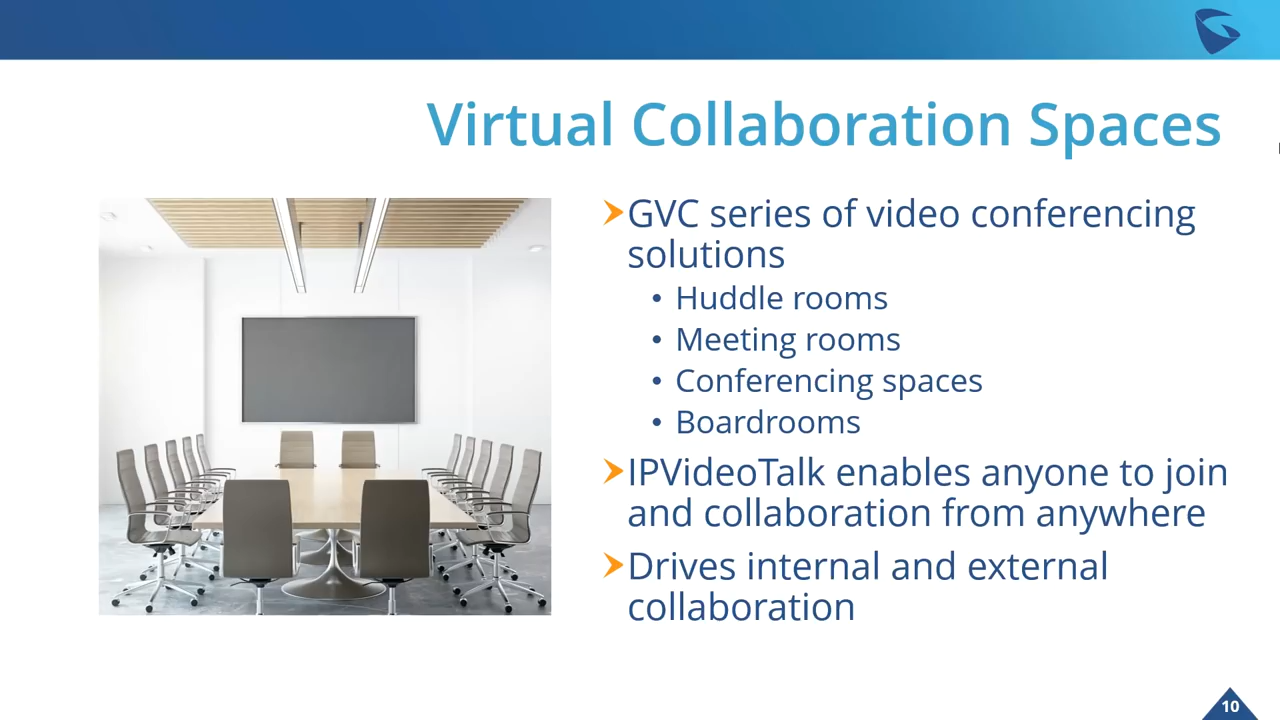 Virtual Collaboration Spaces
➤GVC series of video conferencing
solutions
• Huddle rooms
• Meeting rooms
• Conferencing spaces
• Boardrooms
➤IPVideoTalk enables anyone to join
and collaboration from anywhere
➤Drives internal and external
collaboration
10